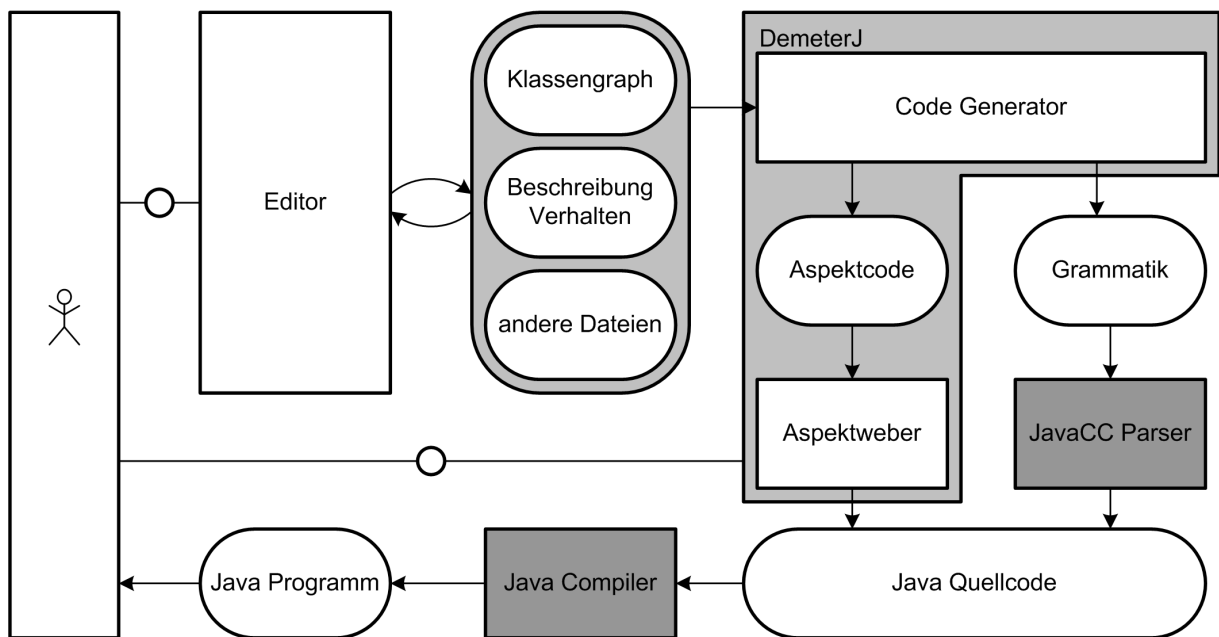 DemeterJ
Klassengraph
Code Generator
Editor
Beschreibung
Verhalten
Aspektcode
Grammatik
andere Dateien
Aspektweber
JavaCC Parser
Java Programm
Java Compiler
Java Quellcode